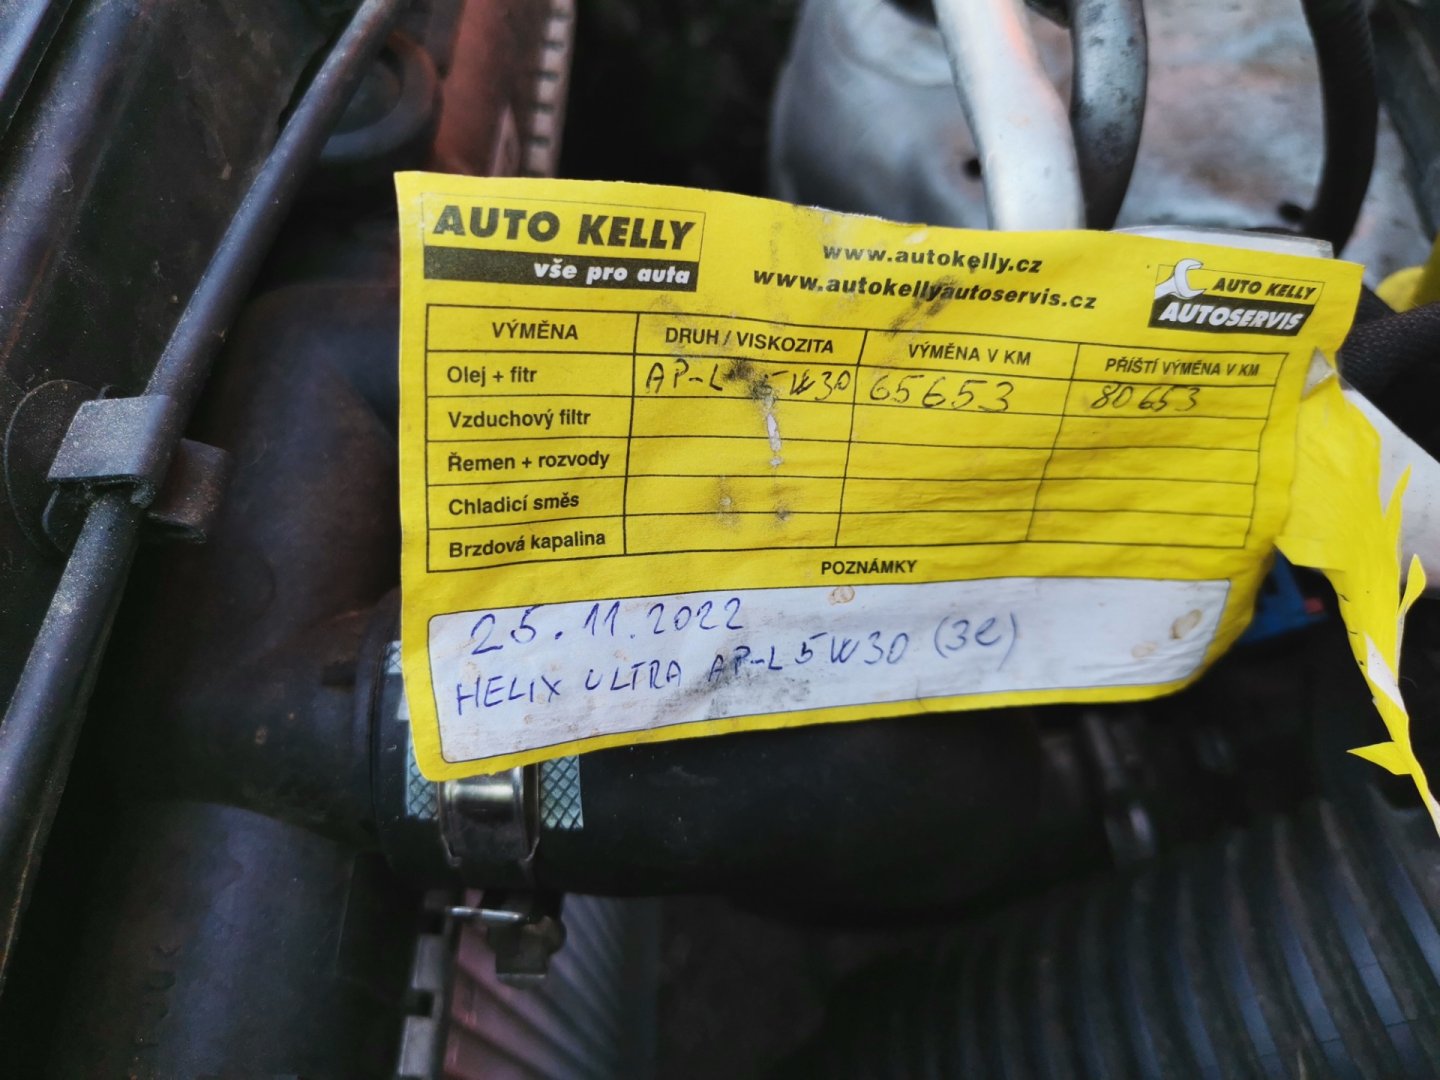 AUTO KELLY
vše pro auta
www.autokelly.cz
www.autokellyautoservis.cz
AUTO KELLY
AUTOSERVIS
VÝMĚNA DRUH / VISKOZITA VÝMĚNA V KM PŘÍŠTÍ VÝMĚNA V KM
Olej + fitr AP-L 5W30 65653 80653
Vzduchový filtr
Řemen + rozvody
Chladicí směs
Brzdová kapalina
POZNÁMKY
25.11.2022
HELIX ULTRA AP-L 5W30 (3l)